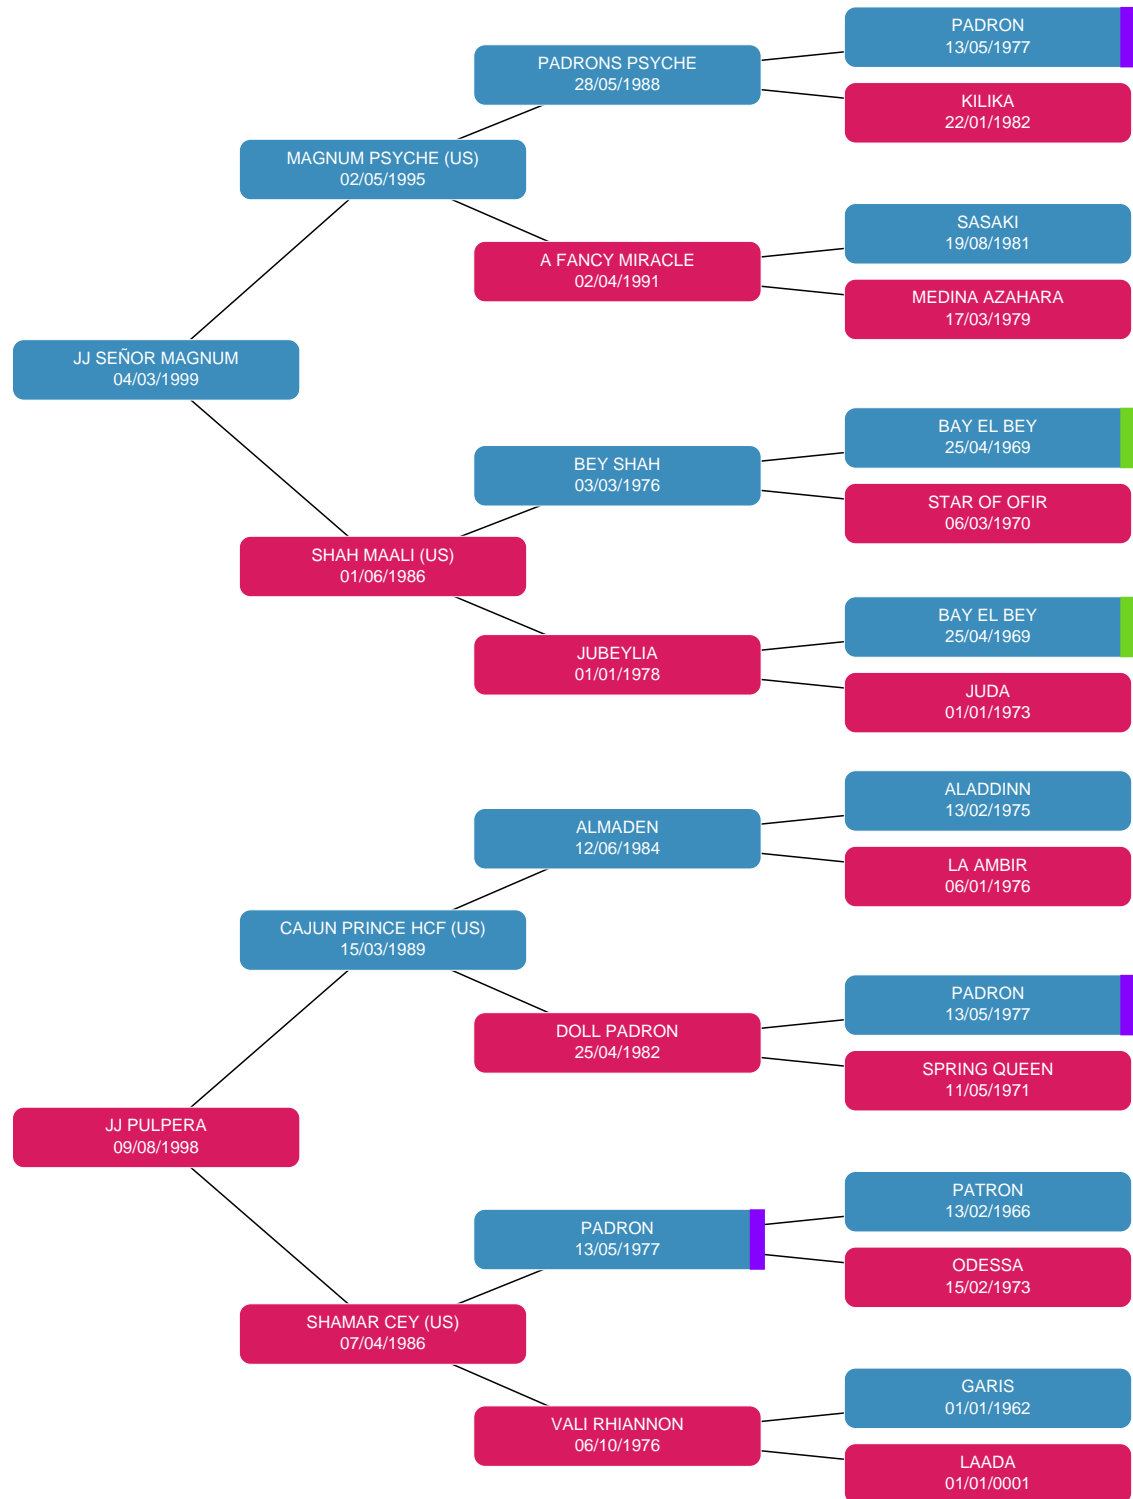 PADRON
13/05/1977
PADRONS PSYCHE
28/05/1988
KILIKA
22/01/1982
MAGNUM PSYCHE (US)
02/05/1995
SASAKI
19/08/1981
A FANCY MIRACLE
02/04/1991
MEDINA AZAHARA
17/03/1979
JJ SEÑOR MAGNUM
04/03/1999
BAY EL BEY
25/04/1969
BEY SHAH
03/03/1976
STAR OF OFIR
06/03/1970
SHAH MAALI (US)
01/06/1986
BAY EL BEY
25/04/1969
JUBEYLIA
01/01/1978
JUDA
01/01/1973
ALADDINN
13/02/1975
ALMADEN
12/06/1984
LA AMBIR
06/01/1976
CAJUN PRINCE HCF (US)
15/03/1989
PADRON
13/05/1977
DOLL PADRON
25/04/1982
SPRING QUEEN
11/05/1971
JJ PULPERA
09/08/1998
PATRON
13/02/1966
PADRON
13/05/1977
ODESSA
15/02/1973
SHAMAR CEY (US)
07/04/1986
GARIS
01/01/1962
VALI RHIANNON
06/10/1976
LAADA
01/01/0001